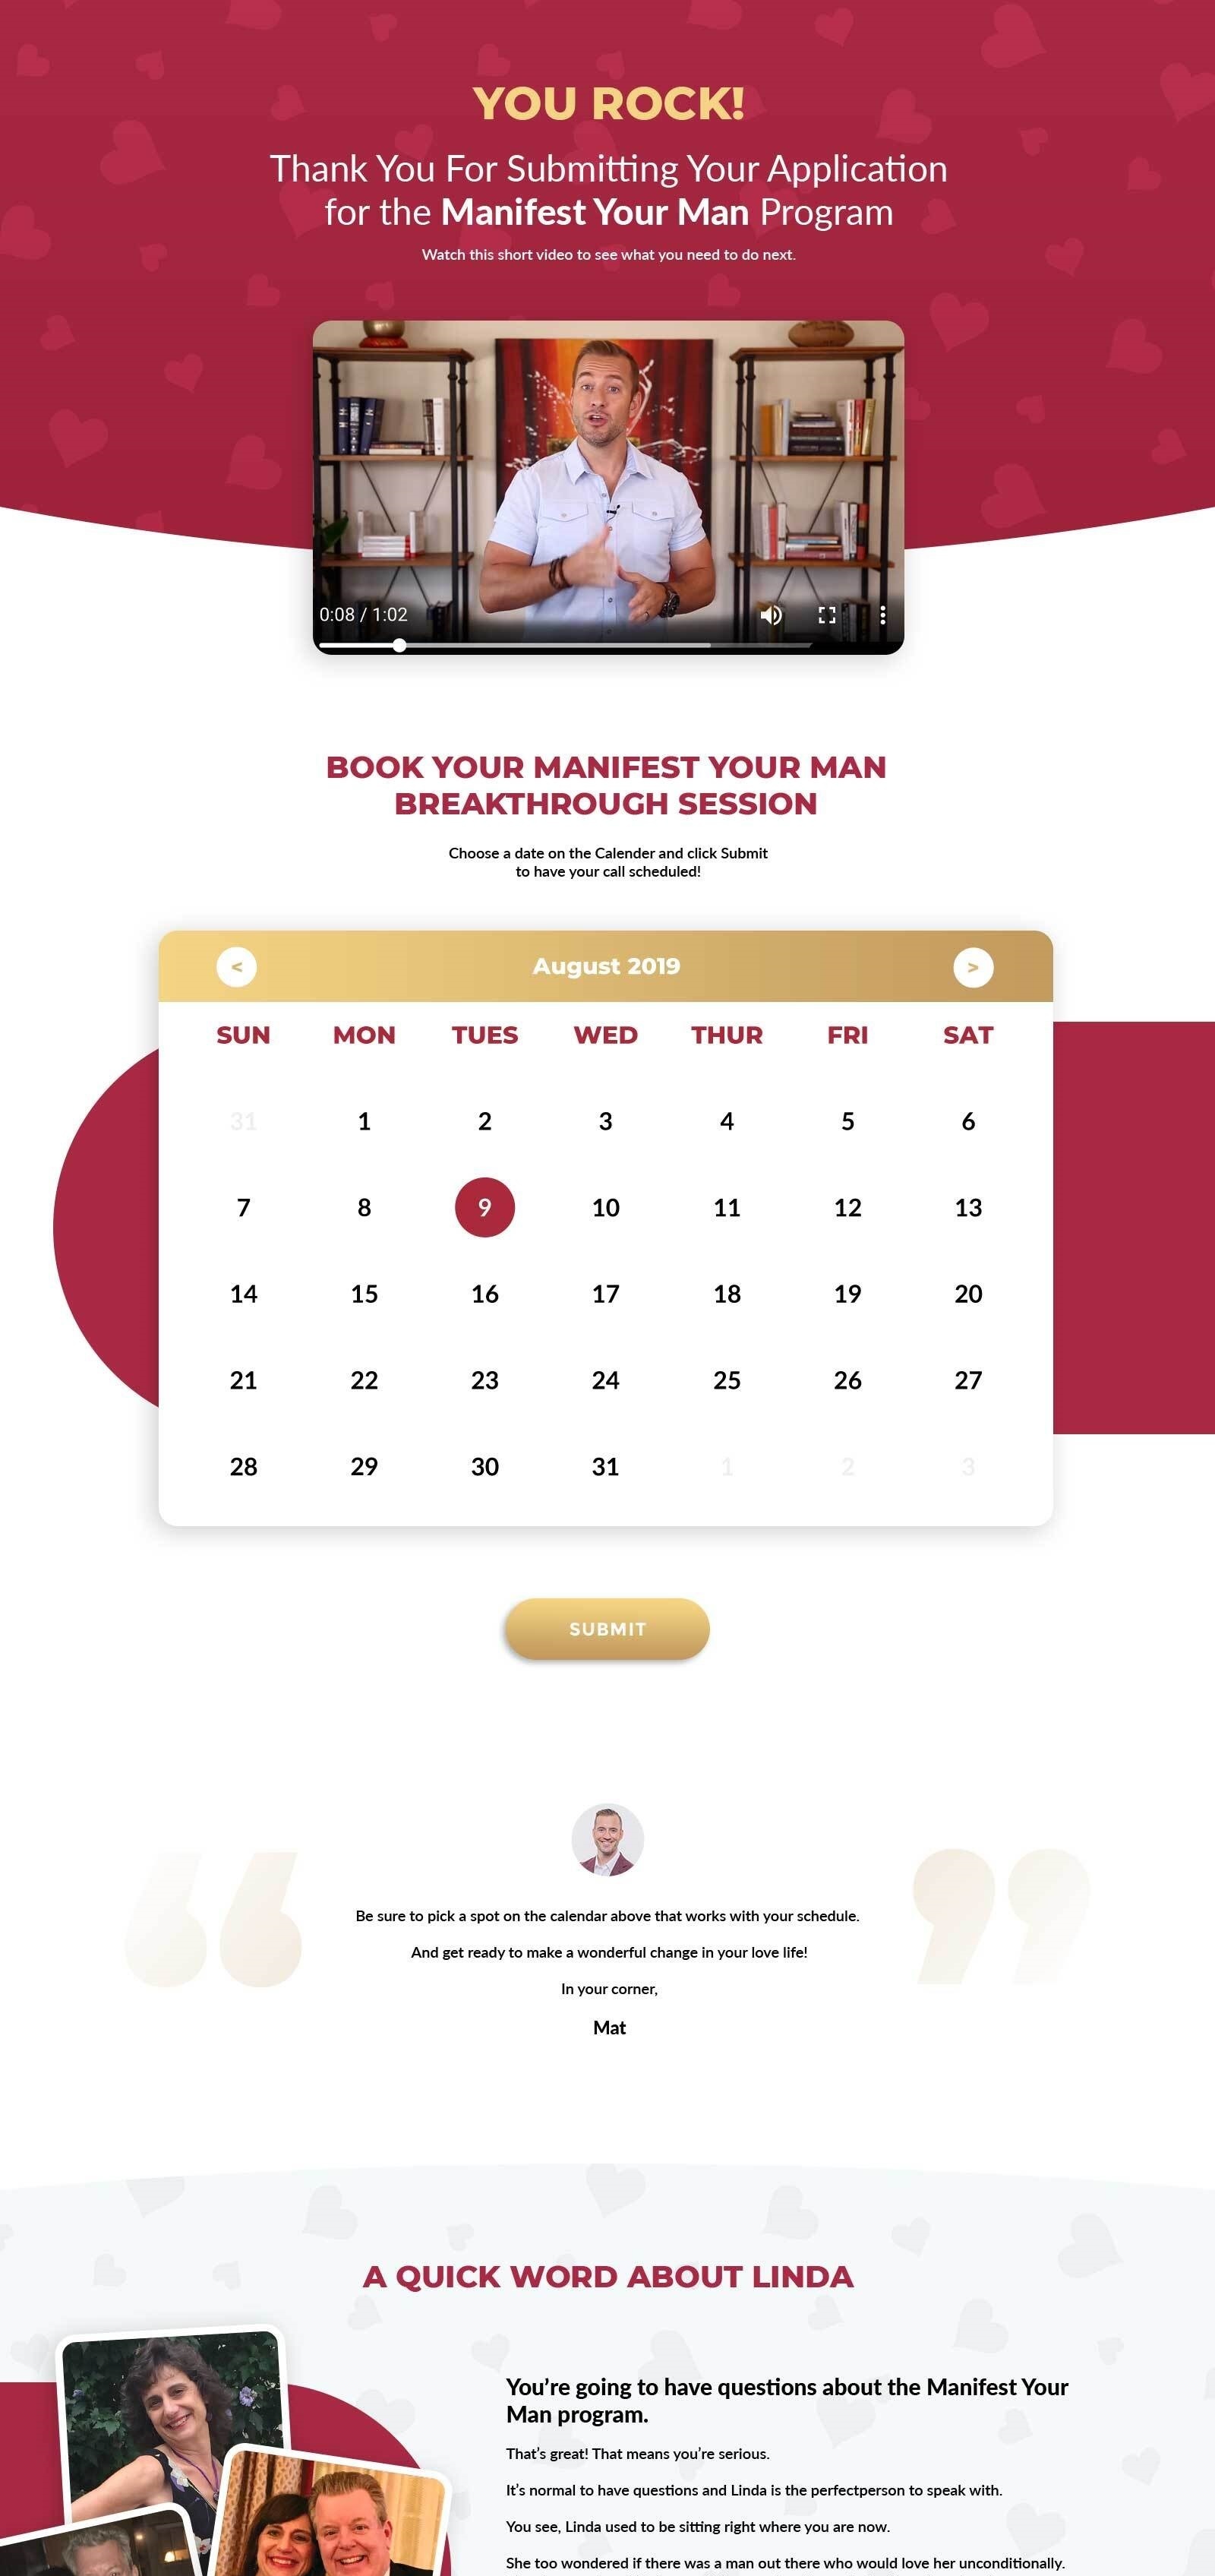 YOU ROCK!
Thank You For Submitting Your Application
for the Manifest Your Man Program
Watch this short video to see what you need to do next.
0:08 / 1:02
BOOK YOUR MANIFEST YOUR MAN
BREAKTHROUGH SESSION
Choose a date on the Calender and click Submit
to have your call scheduled!
< August 2019 >
SUN MON TUES WED THUR FRI SAT
31 1 2 3 4 5 6
7 8 9 10 11 12 13
14 15 16 17 18 19 20
21 22 23 24 25 26 27
28 29 30 31 1 2 3
SUBMIT
“ ”
Be sure to pick a spot on the calendar above that works with your schedule.
And get ready to make a wonderful change in your love life!
In your corner,
Mat
A QUICK WORD ABOUT LINDA
You’re going to have questions about the Manifest Your
Man program.
That’s great! That means you’re serious.
It’s normal to have questions and Linda is the perfectperson to speak with.
You see, Linda used to be sitting right where you are now.
She too wondered if there was a man out there who would love her unconditionally.